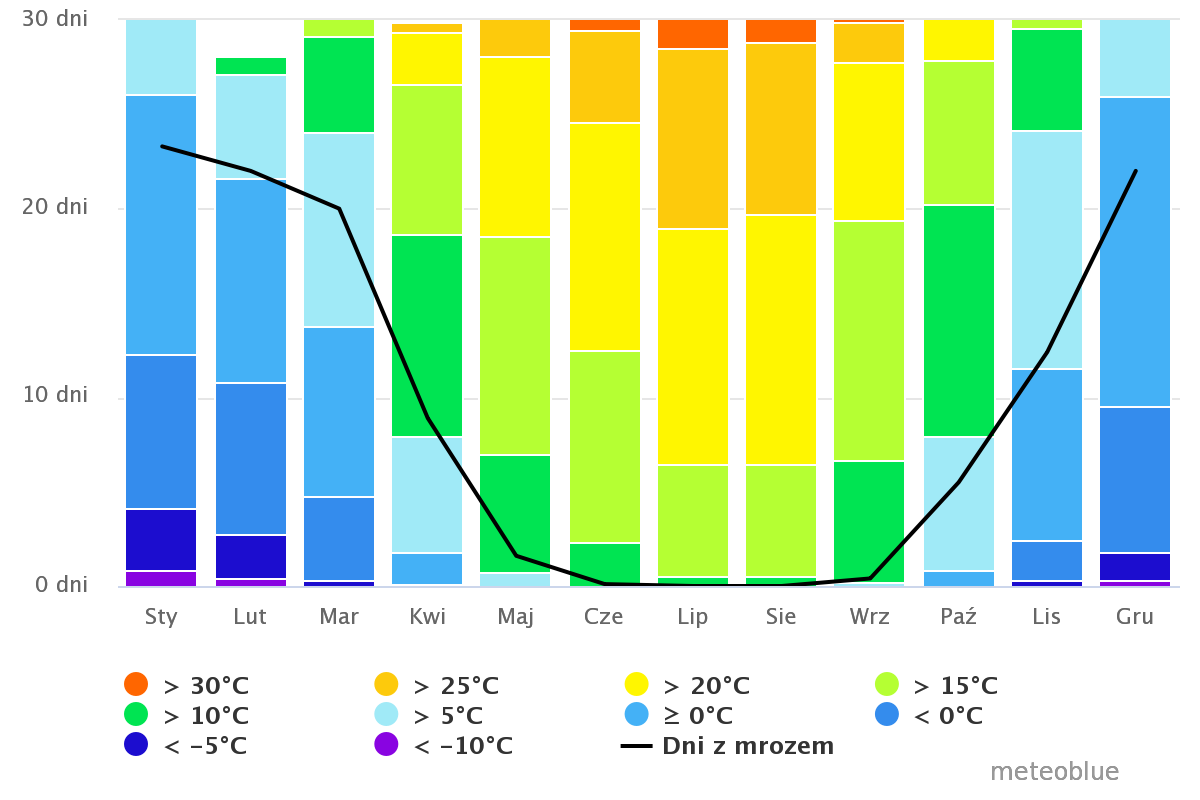 30 dni
20 dni
10 dni
0 dni
Sty Lut Mar Kwi Maj Cze Lip Sie Wrz Paź Lis Gru
> 30°C > 25°C > 20°C > 15°C
> 10°C > 5°C ≥ 0°C < 0°C
< −5°C < −10°C Dni z mrozem
meteoblue